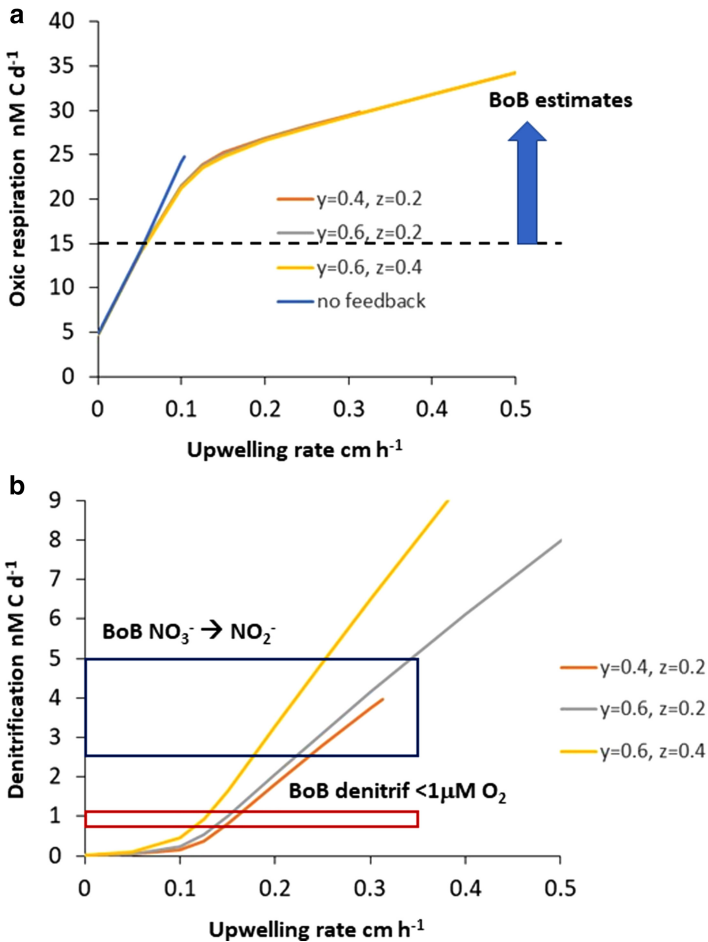 a
40
35
30
25
20
15
10
5
0
Oxic respiration nM C d-1
BoB estimates
y=0.4, z=0.2
y=0.6, z=0.2
y=0.6, z=0.4
no feedback
0 0.1 0.2 0.3 0.4 0.5
Upwelling rate cm h-1
b
9
8
7
6
5
4
3
2
1
0
Denitrification nM C d-1
BoB NO3- → NO2-
BoB denitrif <1µM O2
y=0.4, z=0.2
y=0.6, z=0.2
y=0.6, z=0.4
0 0.1 0.2 0.3 0.4 0.5
Upwelling rate cm h-1